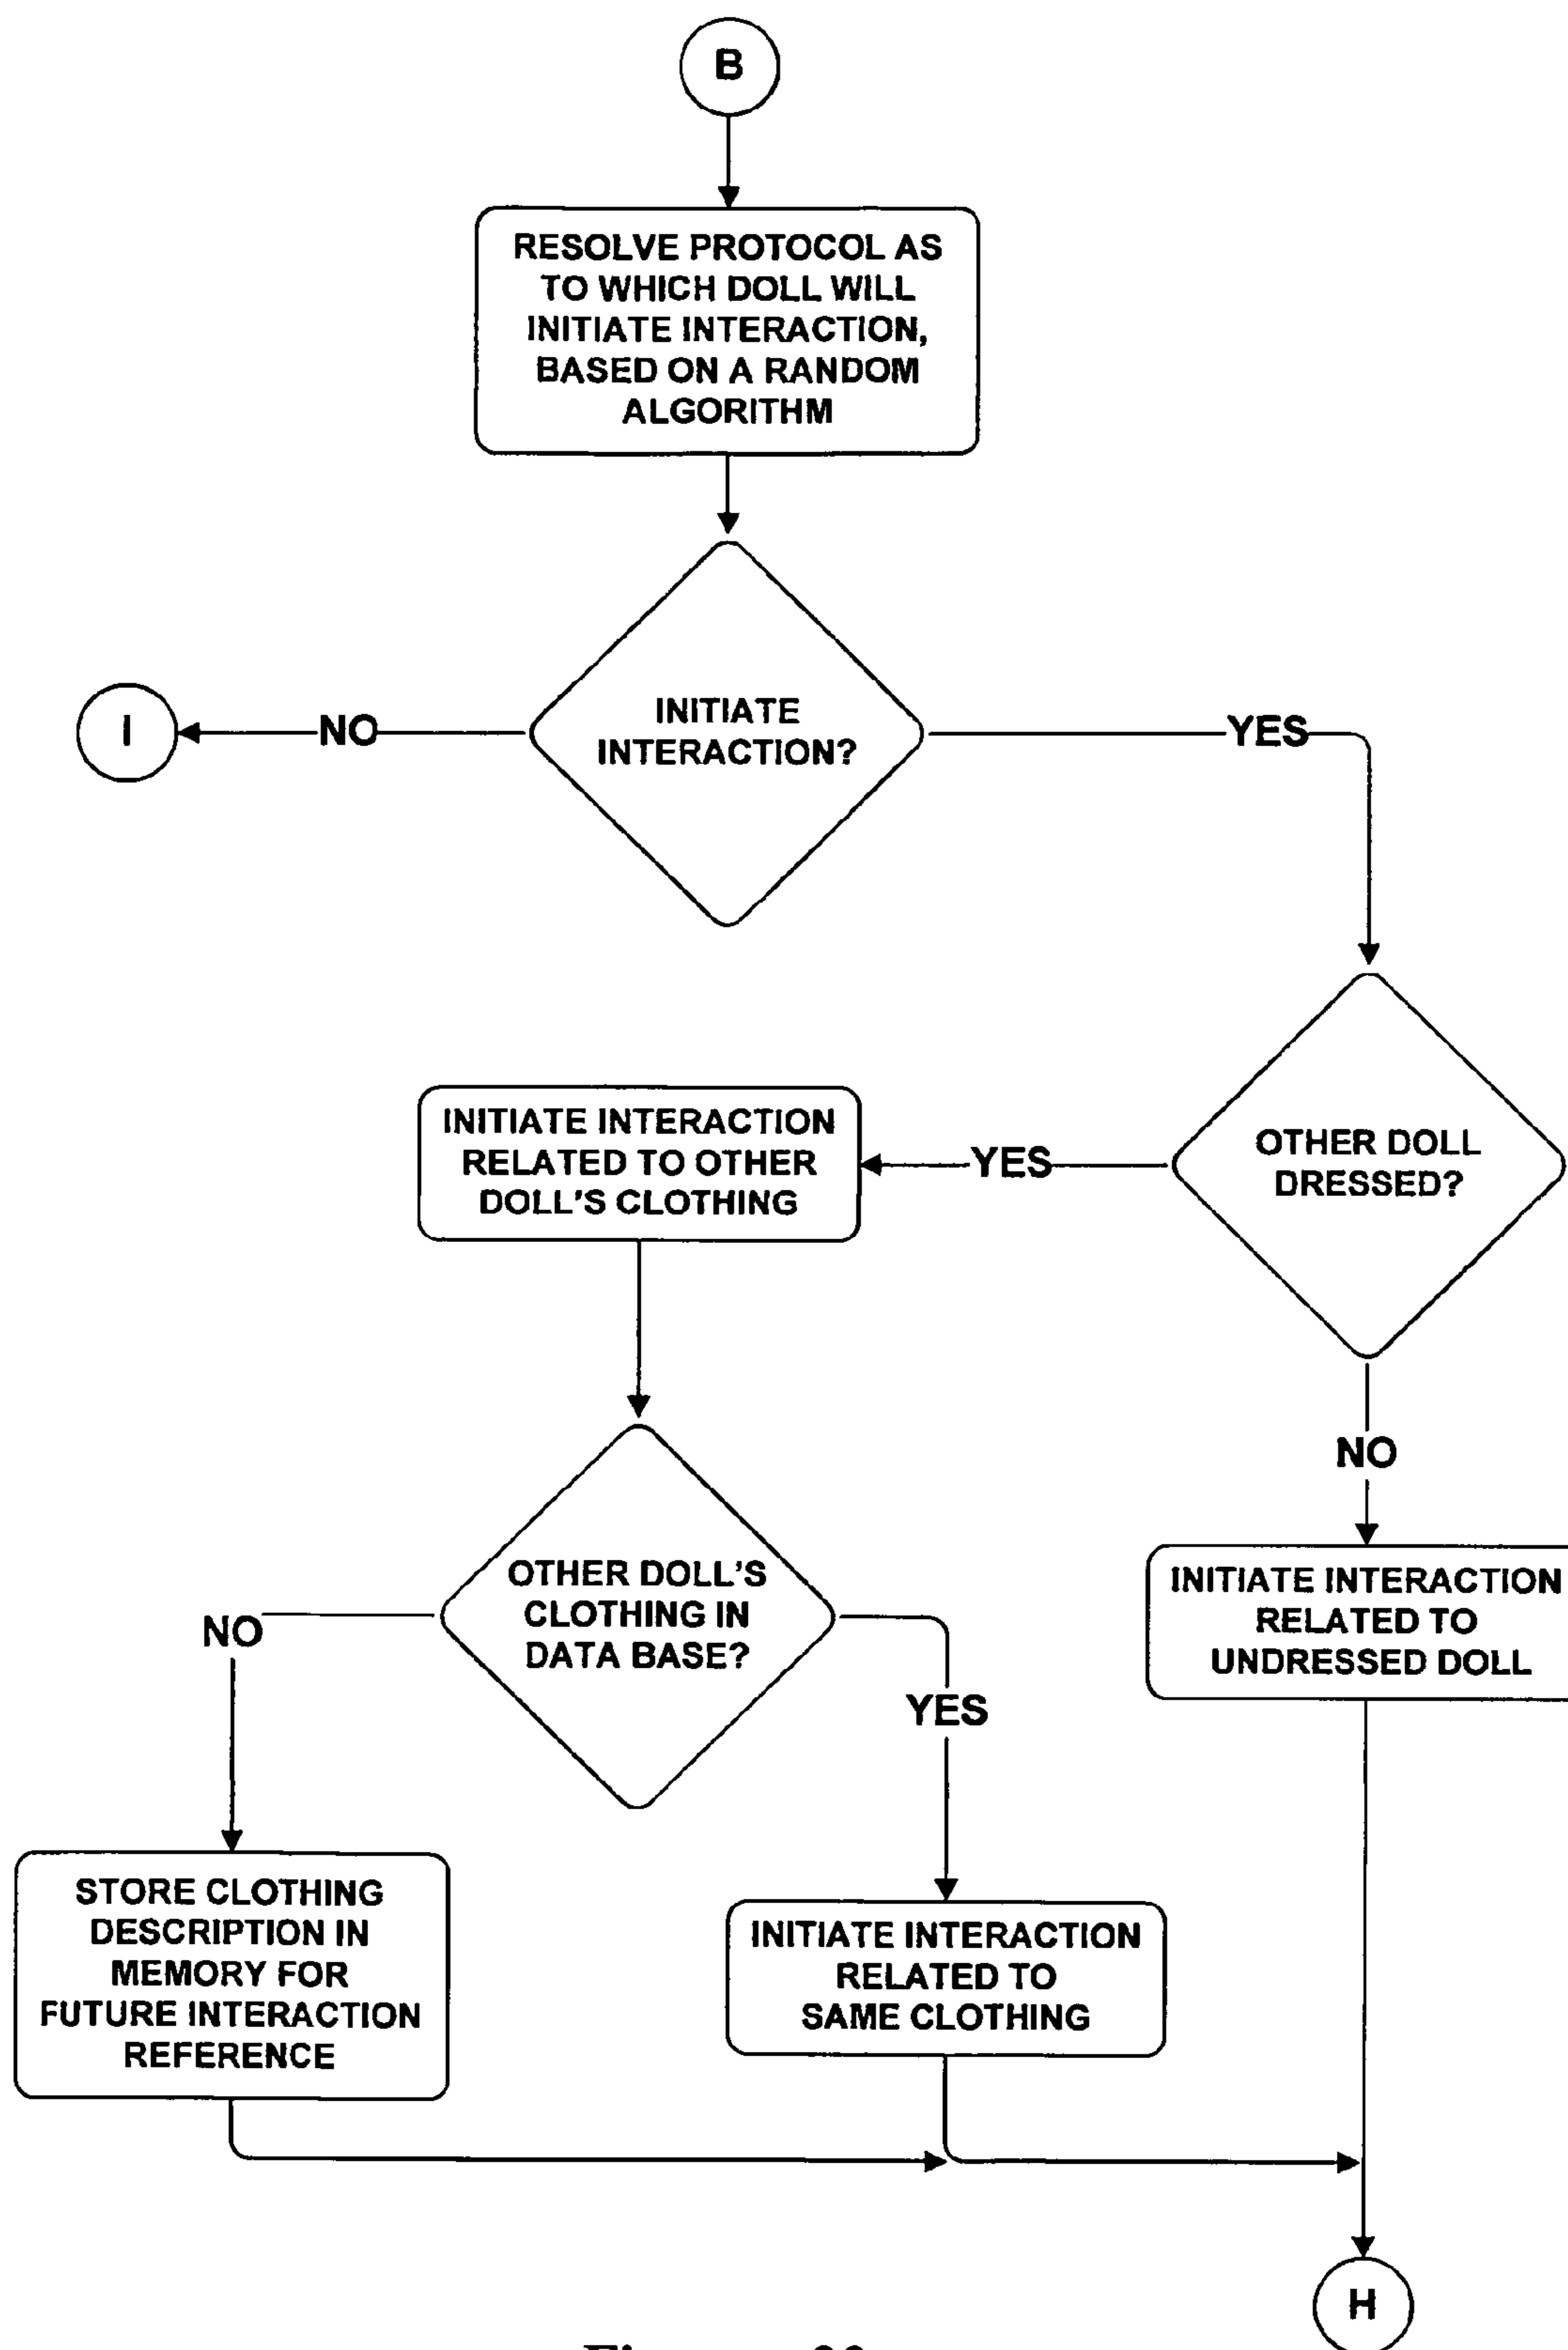 B
RESOLVE PROTOCOL AS
TO WHICH DOLL WILL
INITIATE INTERACTION,
BASED ON A RANDOM
ALGORITHM
INITIATE
INTERACTION?
NO
I
YES
OTHER DOLL
DRESSED?
YES
INITIATE INTERACTION
RELATED TO OTHER
DOLL'S CLOTHING
NO
INITIATE INTERACTION
RELATED TO
UNDRESSED DOLL
OTHER DOLL'S
CLOTHING IN
DATA BASE?
NO
YES
STORE CLOTHING
DESCRIPTION IN
MEMORY FOR
FUTURE INTERACTION
REFERENCE
INITIATE INTERACTION
RELATED TO
SAME CLOTHING
H